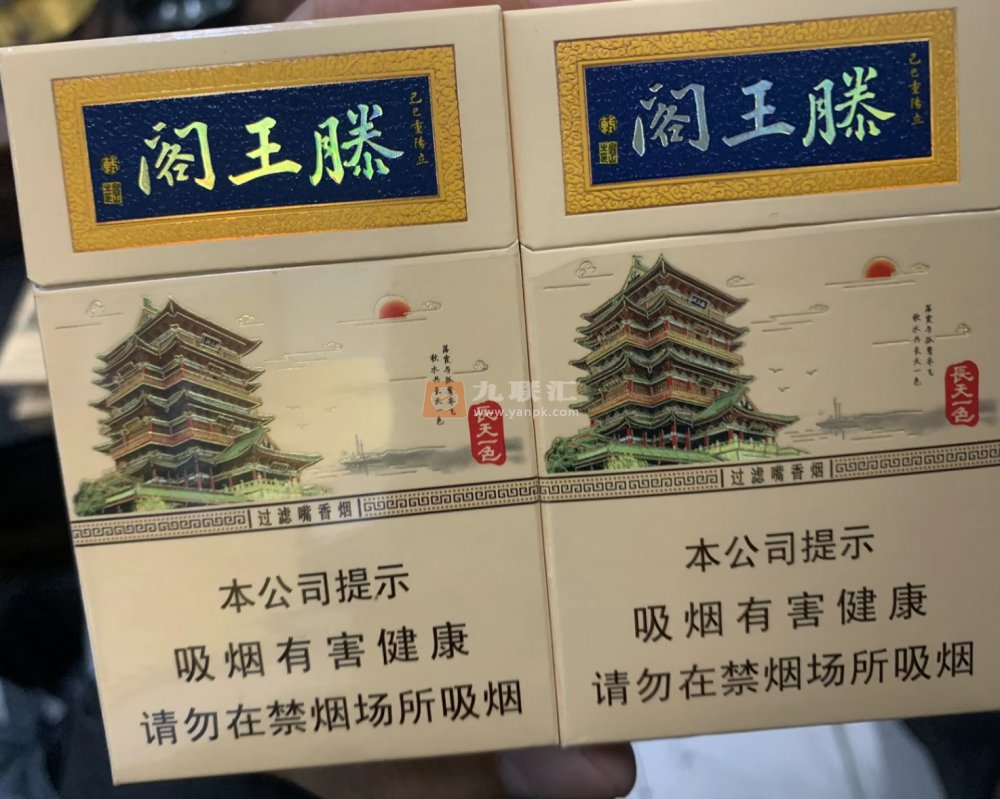 己巳重陽立
滕王阁
落霞与孤鹜齐飞
秋水共长天一色
長天一色
过滤嘴香烟
本公司提示
吸烟有害健康
请勿在禁烟场所吸烟
己巳重陽立
滕王阁
落霞与孤鹜齐飞
秋水共长天一色
長天一色
过滤嘴香烟
本公司提示
吸烟有害健康
请勿在禁烟场所吸烟
九联汇
www.yanpk.com